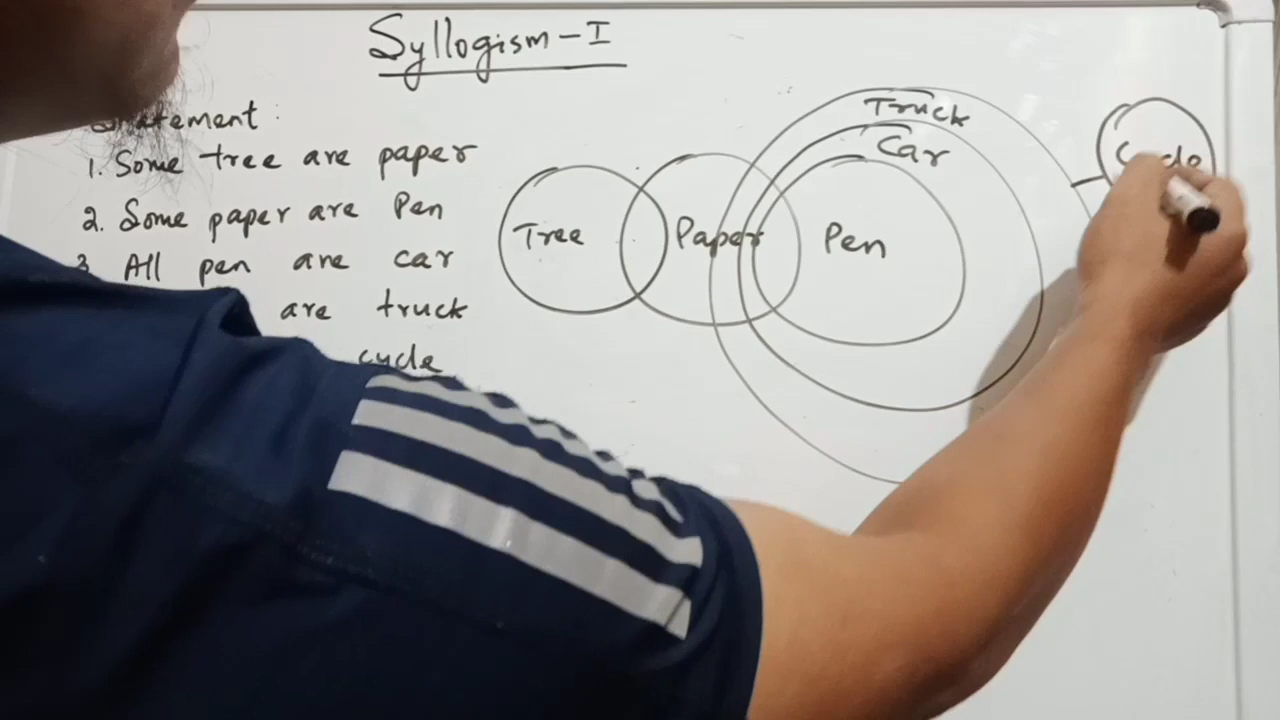 Syllogism-I
Statement :
1. Some tree are paper
2. Some paper are Pen
3. All pen are car
are truck
cycle
Truck
Car
Tree
Paper
Pen